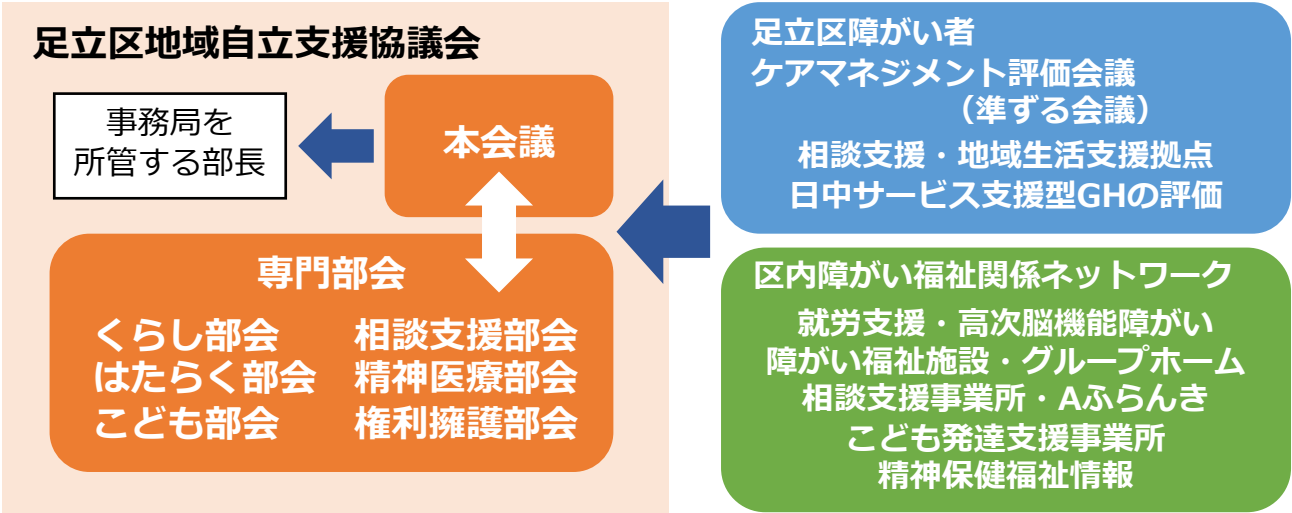 足立区地域自立支援協議会
事務局を
所管する部長
本会議
専門部会
くらし部会 相談支援部会
はたらく部会 精神医療部会
こども部会 権利擁護部会
足立区障がい者
ケアマネジメント評価会議
（準ずる会議）
相談支援・地域生活支援拠点
日中サービス支援型GHの評価
区内障がい福祉関係ネットワーク
就労支援・高次脳機能障がい
障がい福祉施設・グループホーム
相談支援事業所・Aふらんき
こども発達支援事業所
精神保健福祉情報